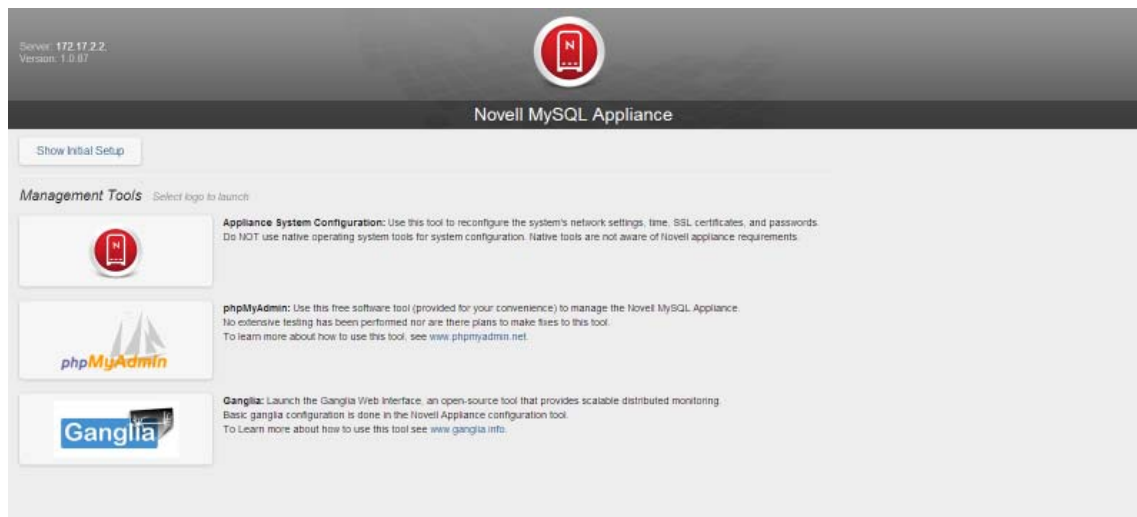 Server: 172.17.2.2,
Version: 1.0.87
N
Novell MySQL Appliance
Show Initial Setup
Management Tools Select logo to launch
N
Appliance System Configuration: Use this tool to reconfigure the system's network settings, time, SSL certificates, and passwords.
Do NOT use native operating system tools for system configuration. Native tools are not aware of Novell appliance requirements.
phpMyAdmin
phpMyAdmin: Use this free software tool (provided for your convenience) to manage the Novell MySQL Appliance.
No extensive testing has been performed nor are there plans to make fixes to this tool.
To learn more about how to use this tool, see www.phpmyadmin.net.
Ganglia
Ganglia: Launch the Ganglia Web Interface, an open-source tool that provides scalable distributed monitoring.
Basic ganglia configuration is done in the Novell Appliance configuration tool.
To Learn more about how to use this tool see www.ganglia.info.